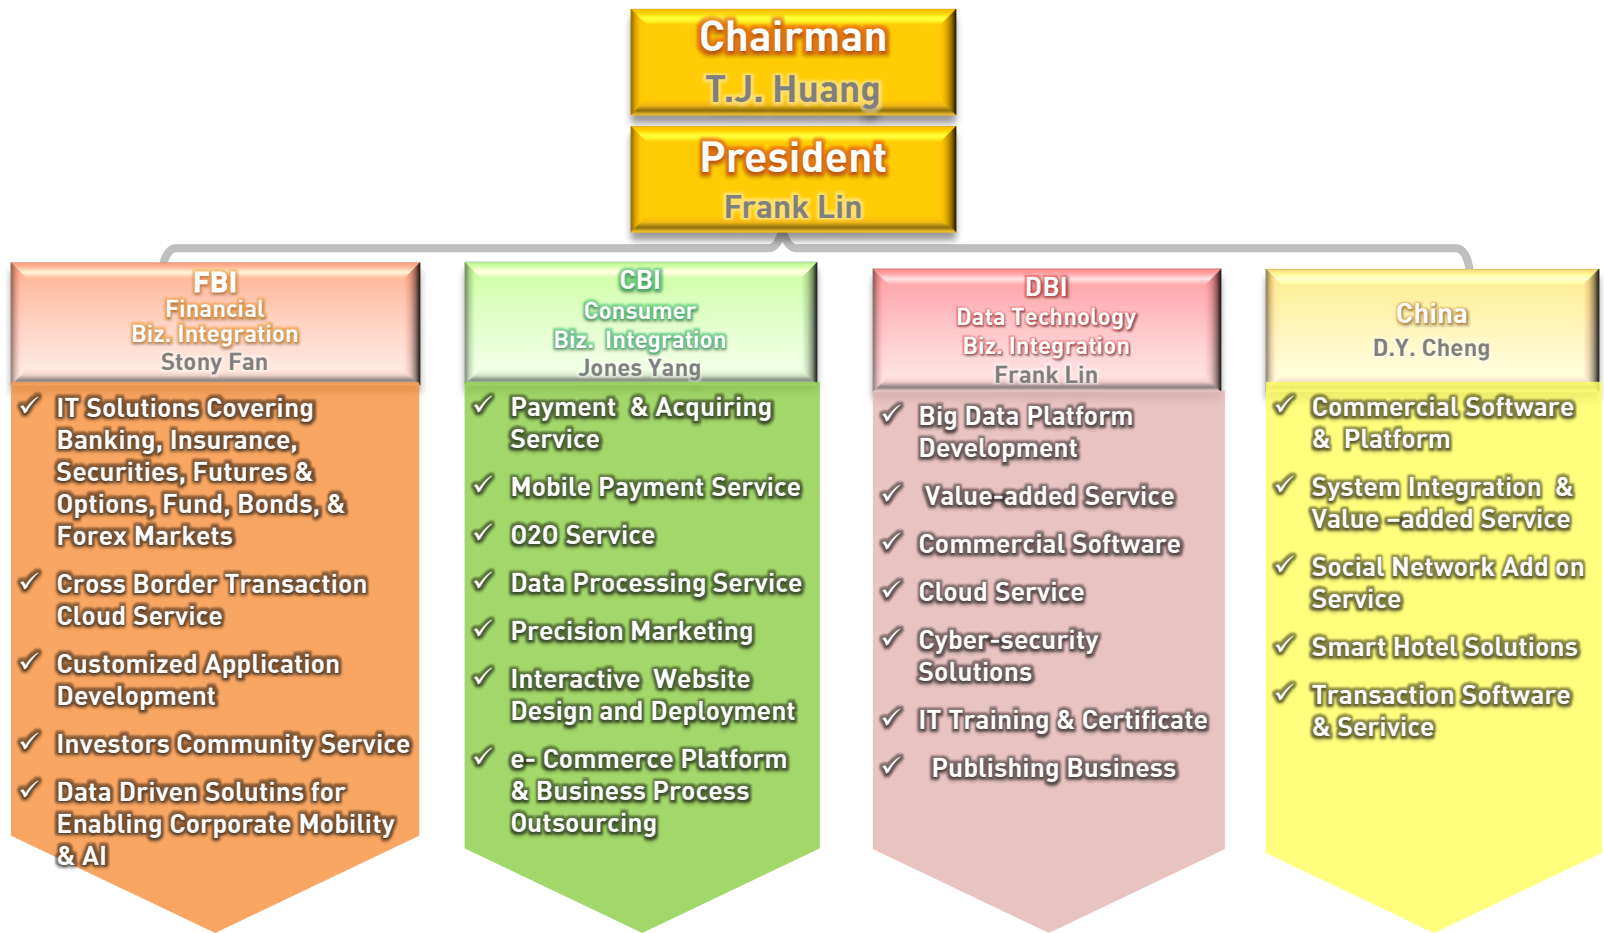 Chairman
T.J. Huang
President
Frank Lin
FBI
Financial
Biz. Integration
Stony Fan
IT Solutions Covering
Banking, Insurance,
Securities, Futures &
Options, Fund, Bonds, &
Forex Markets
Cross Border Transaction
Cloud Service
Customized Application
Development
Investors Community Service
Data Driven Solutins for
Enabling Corporate Mobility
& AI
CBI
Consumer
Biz. Integration
Jones Yang
Payment & Acquiring
Service
Mobile Payment Service
O2O Service
Data Processing Service
Precision Marketing
Interactive Website
Design and Deployment
e- Commerce Platform
& Business Process
Outsourcing
DBI
Data Technology
Biz. Integration
Frank Lin
Big Data Platform
Development
Value-added Service
Commercial Software
Cloud Service
Cyber-security
Solutions
IT Training & Certificate
Publishing Business
China
D.Y. Cheng
Commercial Software
& Platform
System Integration &
Value –added Service
Social Network Add on
Service
Smart Hotel Solutions
Transaction Software
& Serivice